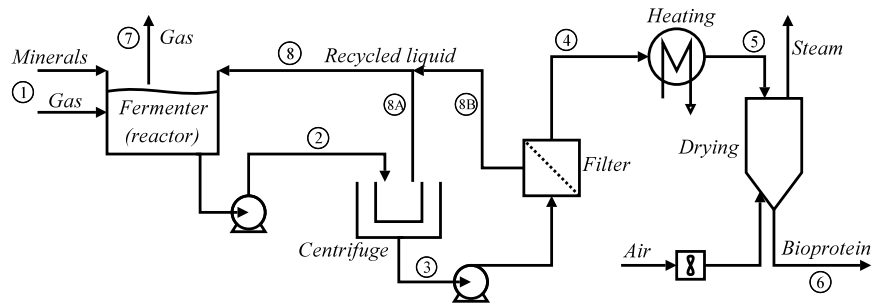 Heating
7
Gas
8
Recycled liquid
4
5
Steam
Minerals
1
Gas
Fermenter
(reactor)
8A
8B
2
Filter
Drying
Centrifuge
3
Air
Bioprotein
6